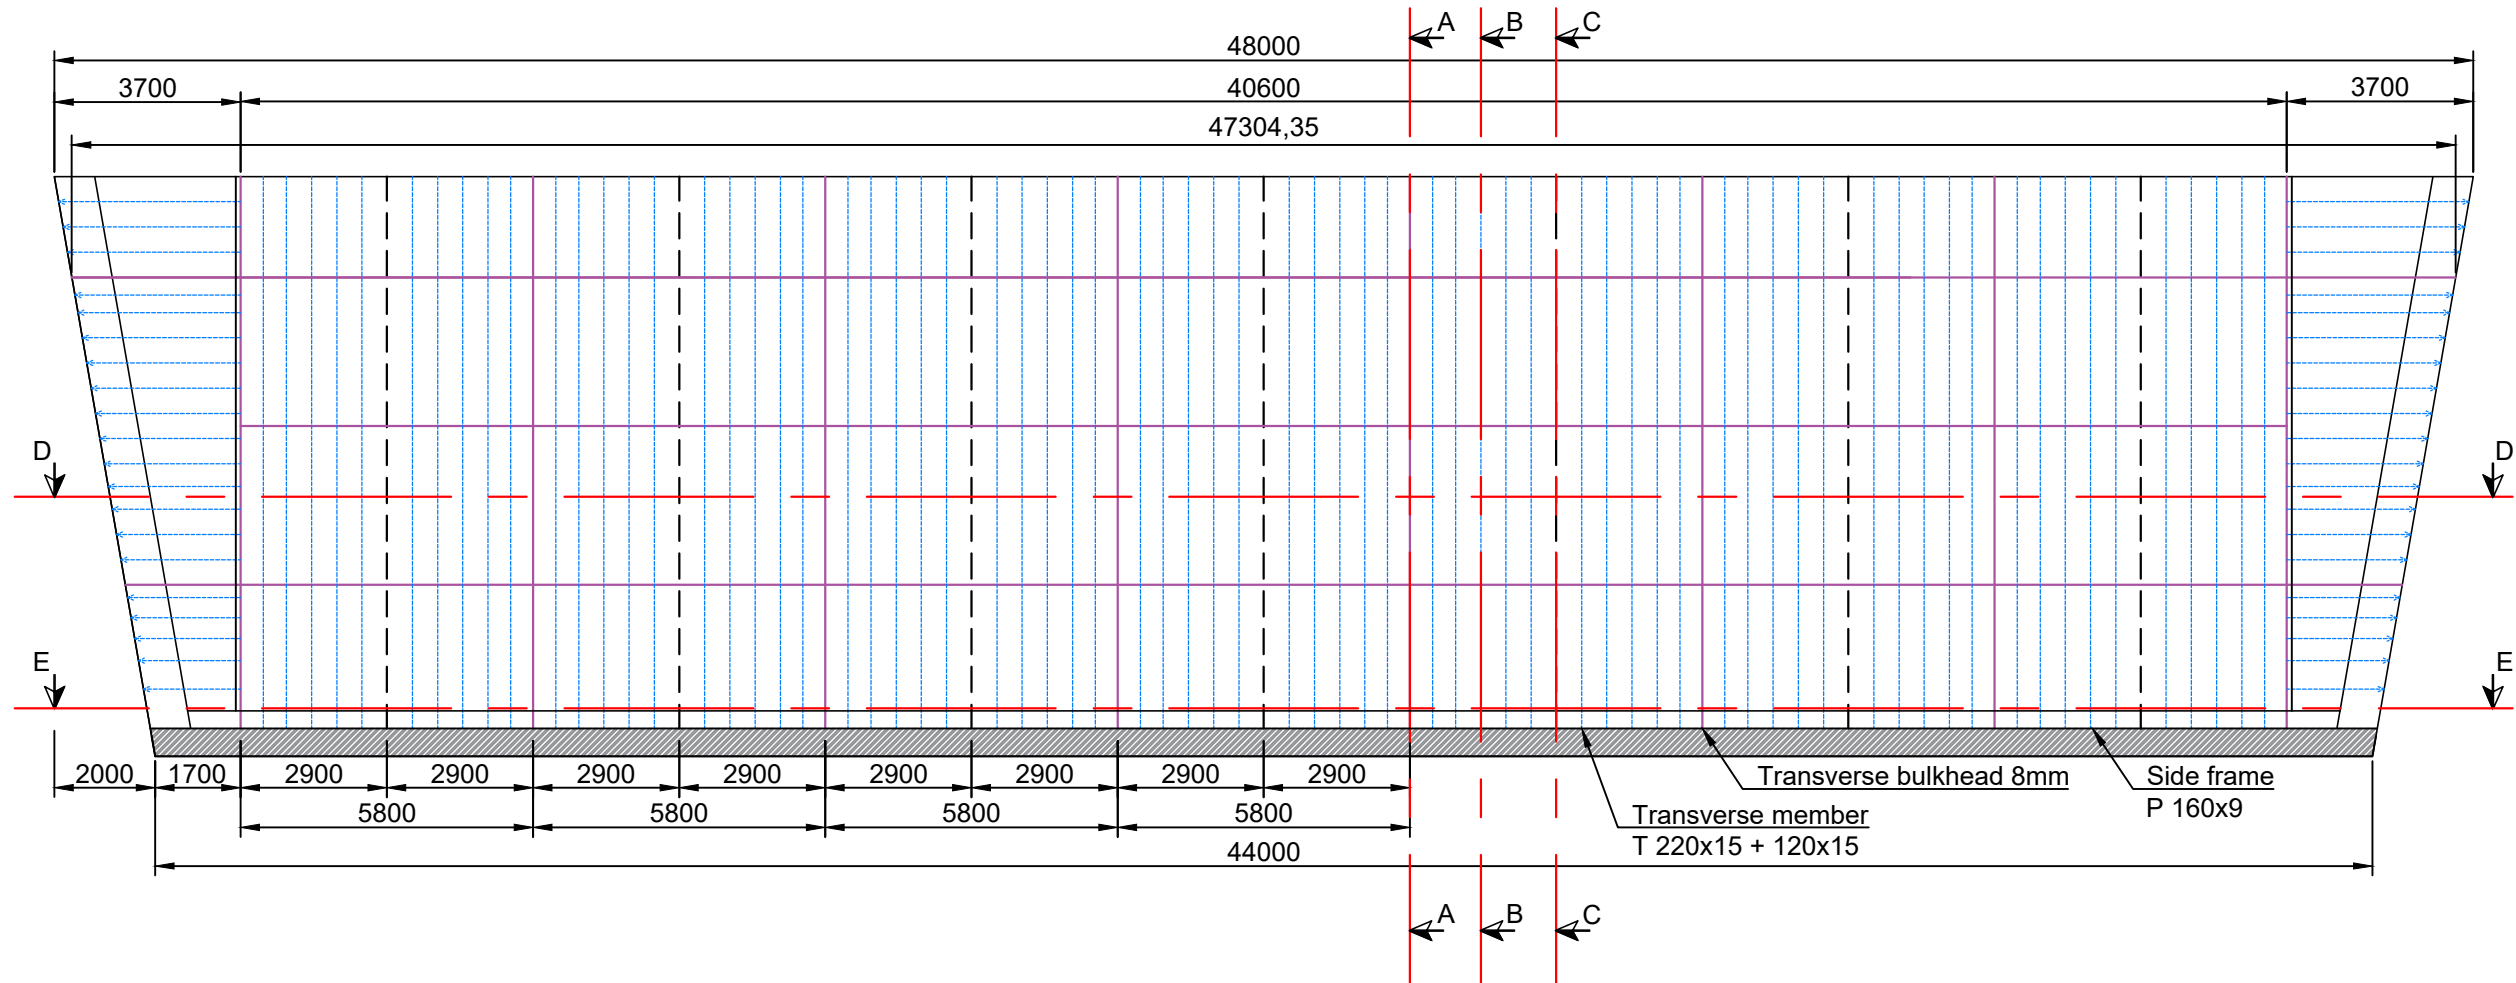 A B C
48000
3700 40600 3700
47304,35
D D
E E
2000 1700 2900 2900 2900 2900 2900 2900 2900 2900
5800 5800 5800 5800
Transverse bulkhead 8mm
Side frame
P 160x9
Transverse member
T 220x15 + 120x15
44000
A B C